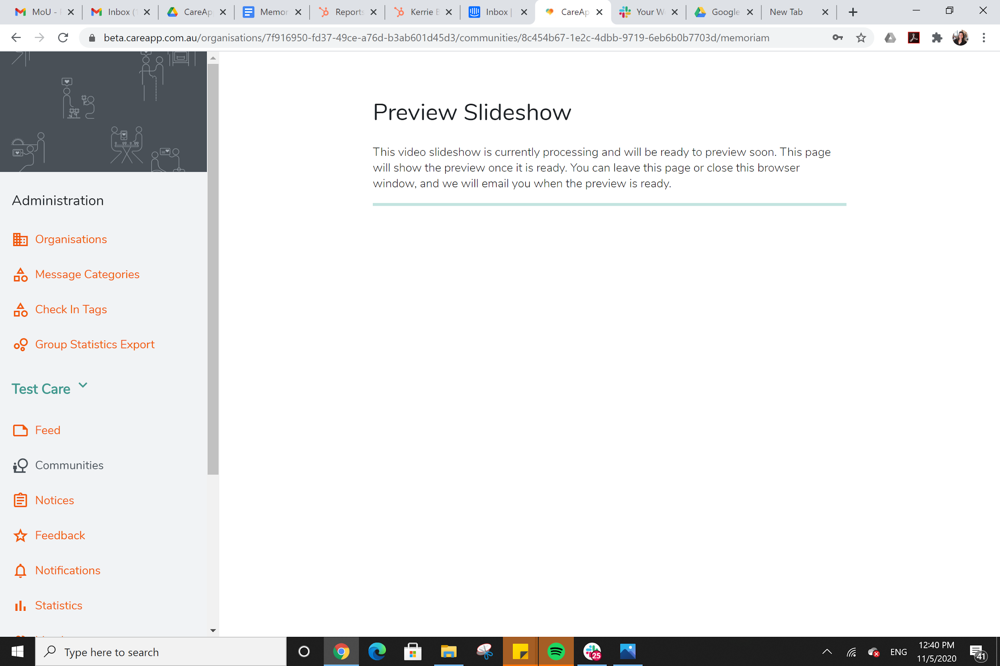 MoU -
Inbox (
CareAp
Memor
Reports
Kerrie
Inbox |
CareAp
Your W
Google
New Tab
beta.careapp.com.au/organisations/7f916950-fd37-49ce-a76d-b3ab601d45d3/communities/8c454b67-1e2c-4dbb-9719-6eb6b0b7703d/memoriam
Preview Slideshow
This video slideshow is currently processing and will be ready to preview soon. This page
will show the preview once it is ready. You can leave this page or close this browser
window, and we will email you when the preview is ready.
Administration
Organisations
Message Categories
Check In Tags
Group Statistics Export
Test Care
Feed
Communities
Notices
Feedback
Notifications
Statistics
Type here to search
25
ENG
12:40 PM
11/5/2020
41